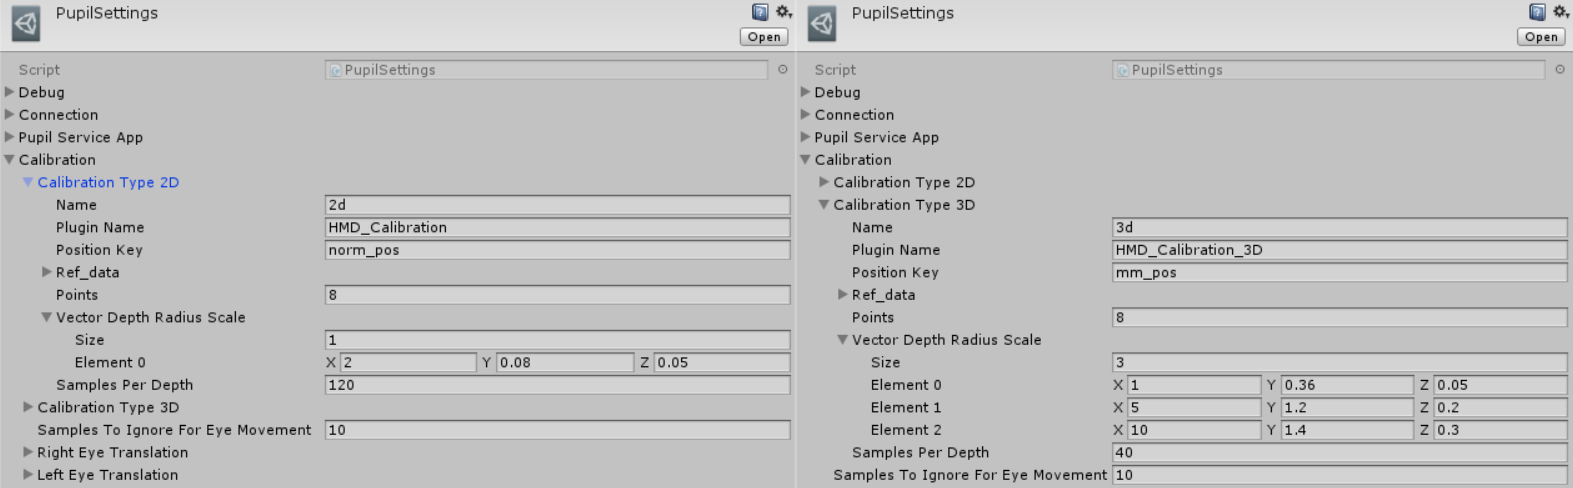 PupilSettings
Open
Script PupilSettings
Debug
Connection
Pupil Service App
Calibration
Calibration Type 2D
Name 2d
Plugin Name HMD_Calibration
Position Key norm_pos
Ref_data
Points 8
Vector Depth Radius Scale
Size 1
Element 0 X 2 Y 0.08 Z 0.05
Samples Per Depth 120
Calibration Type 3D
Samples To Ignore For Eye Movement 10
Right Eye Translation
Left Eye Translation
PupilSettings
Open
Script PupilSettings
Debug
Connection
Pupil Service App
Calibration
Calibration Type 2D
Calibration Type 3D
Name 3d
Plugin Name HMD_Calibration_3D
Position Key mm_pos
Ref_data
Points 8
Vector Depth Radius Scale
Size 3
Element 0 X 1 Y 0.36 Z 0.05
Element 1 X 5 Y 1.2 Z 0.2
Element 2 X 10 Y 1.4 Z 0.3
Samples Per Depth 40
Samples To Ignore For Eye Movement 10